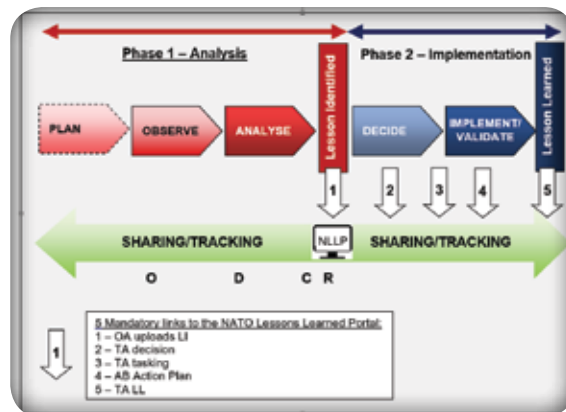 Phase 1 – Analysis
Phase 2 – Implementation
PLAN
OBSERVE
ANALYSE
Lesson Identified
DECIDE
IMPLEMENT/
VALIDATE
Lesson Learned
1
2
3
4
5
SHARING/TRACKING
NLLP
SHARING/TRACKING
O D C R
1
5 Mandatory links to the NATO Lessons Learned Portal:
1 – OA uploads LI
2 – TA decision
3 – TA tasking
4 – AB Action Plan
5 – TA LL